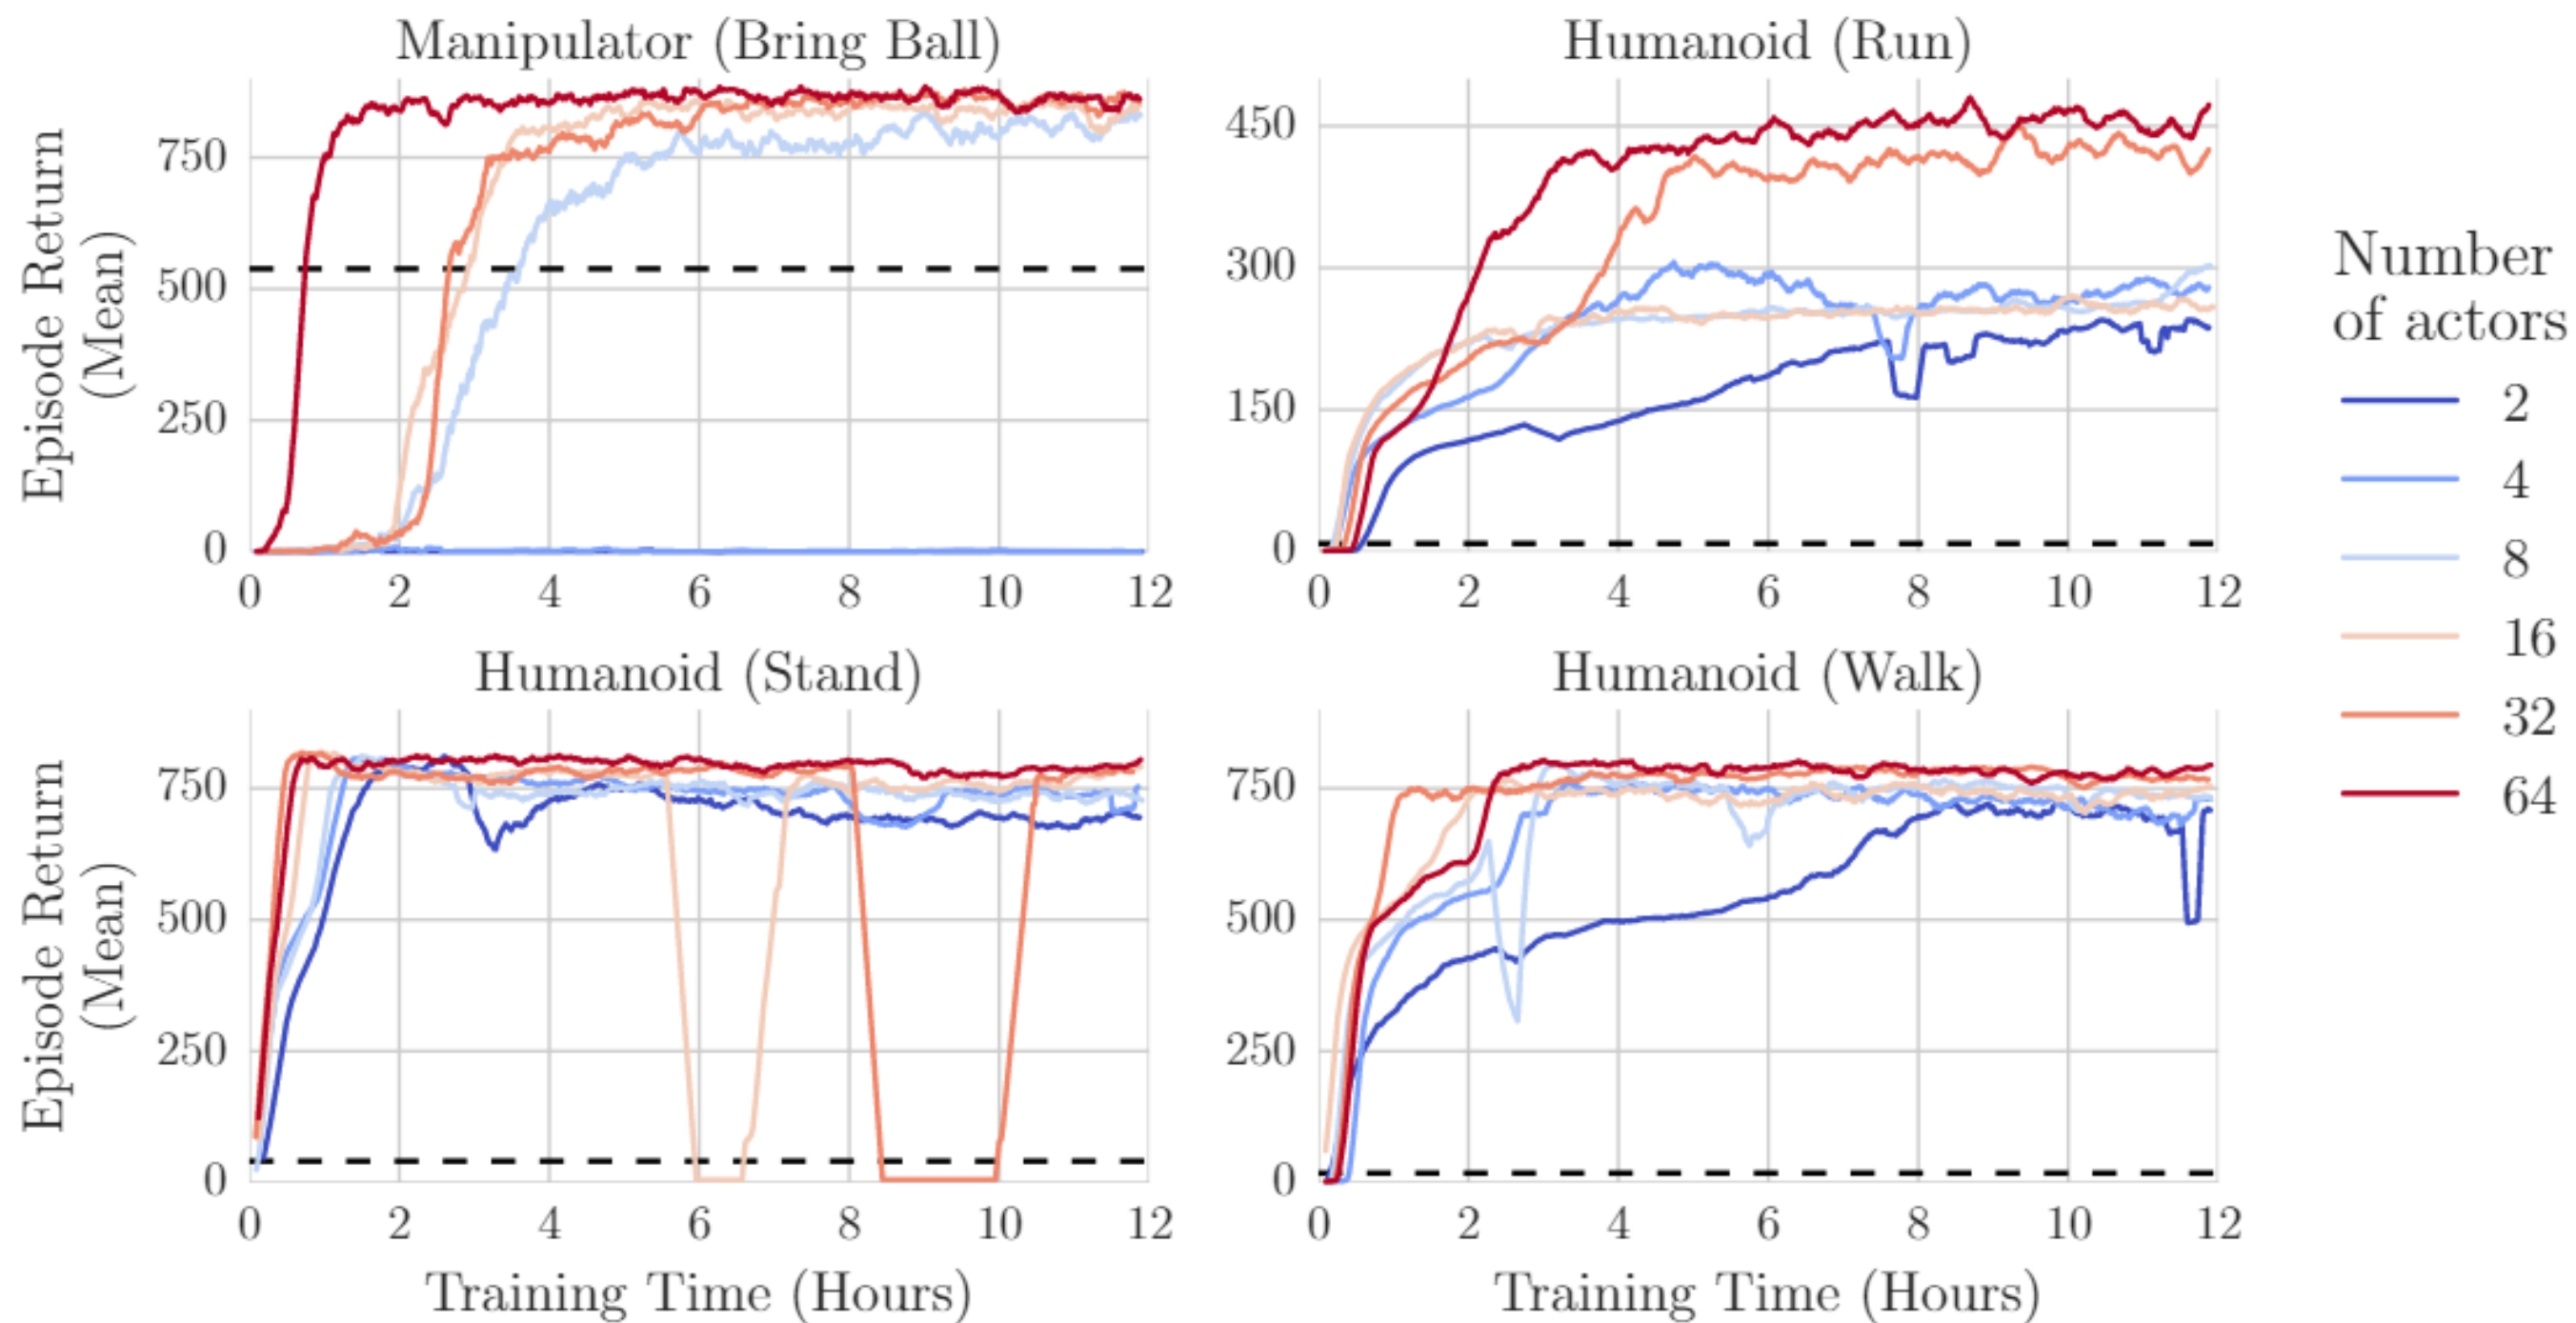 Manipulator (Bring Ball)
Episode Return
(Mean)
750
500
250
0
0 2 4 6 8 10 12
Humanoid (Run)
450
300
150
0
0 2 4 6 8 10 12
Humanoid (Stand)
Episode Return
(Mean)
750
500
250
0
0 2 4 6 8 10 12
Training Time (Hours)
Humanoid (Walk)
750
500
250
0
0 2 4 6 8 10 12
Training Time (Hours)
Number
of actors
2
4
8
16
32
64